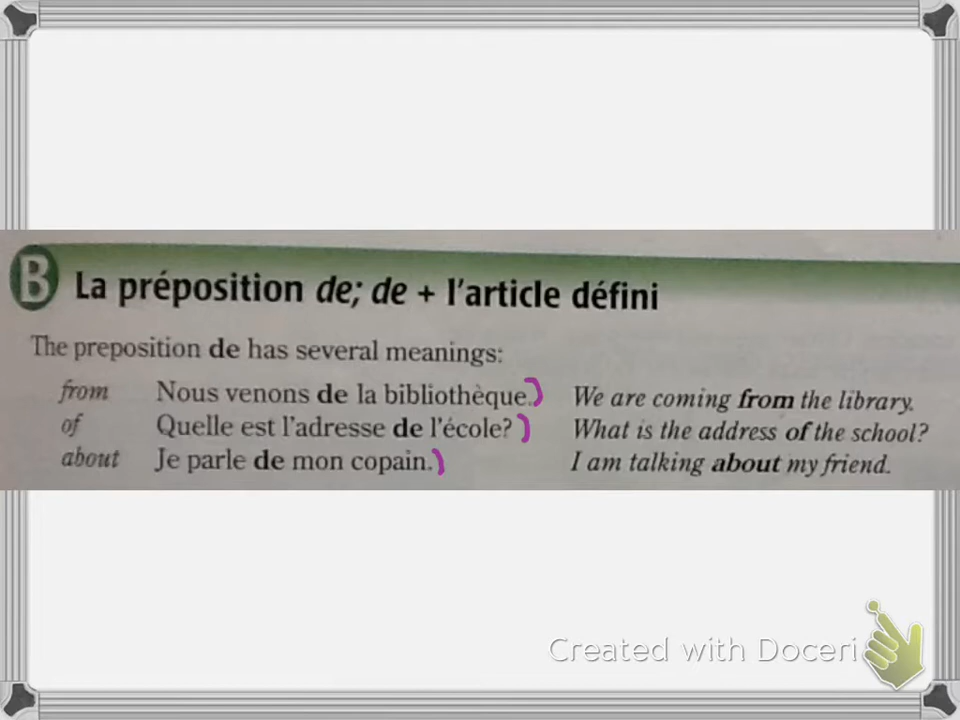 B La préposition de; de + l'article défini
The preposition de has several meanings:
from Nous venons de la bibliothèque. We are coming from the library.
of Quelle est l'adresse de l'école? What is the address of the school?
about Je parle de mon copain. I am talking about my friend.
Created with Doceri